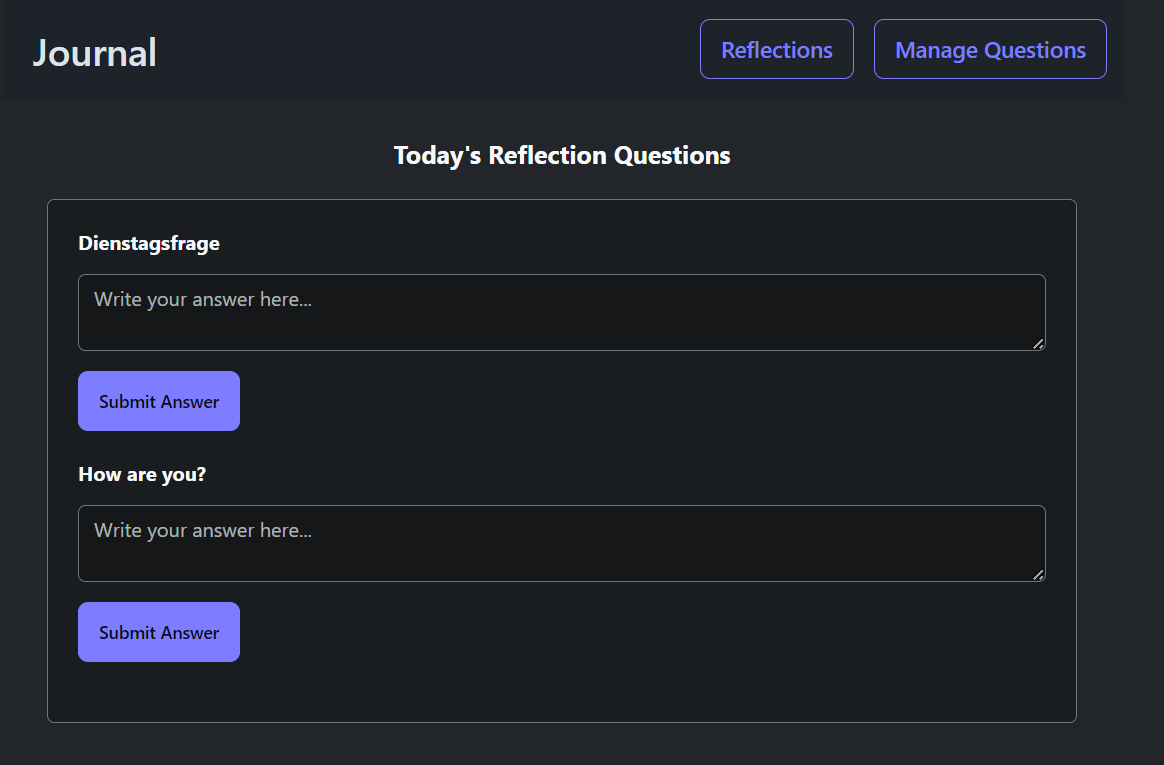 Journal
Reflections
Manage Questions
Today's Reflection Questions
Dienstagsfrage
Write your answer here...
Submit Answer
How are you?
Write your answer here...
Submit Answer